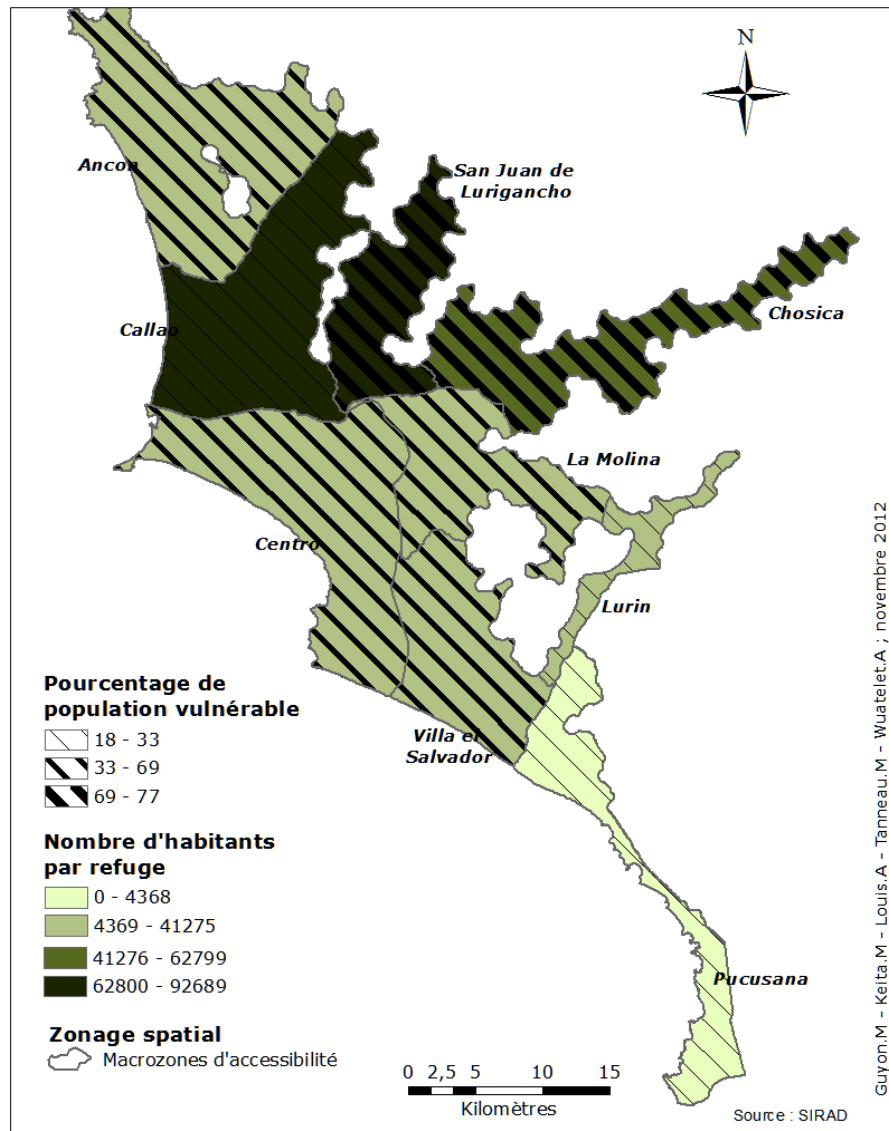 N
San Juan de
Lurigancho
Ancon
Callao
Chosica
La Molina
Centro
Lurin
Villa el
Salvador
Pucusana
Pourcentage de
population vulnérable
18 - 33
33 - 69
69 - 77
Nombre d'habitants
par refuge
0 - 4368
4369 - 41275
41276 - 62799
62800 - 92689
Zonage spatial
Macrozones d'accessibilité
0 2,5 5 10 15
Kilomètres
Source : SIRAD
Guyon.M - Keita.M - Louis.A - Tanneau.M - Wuatelet.A ; novembre 2012